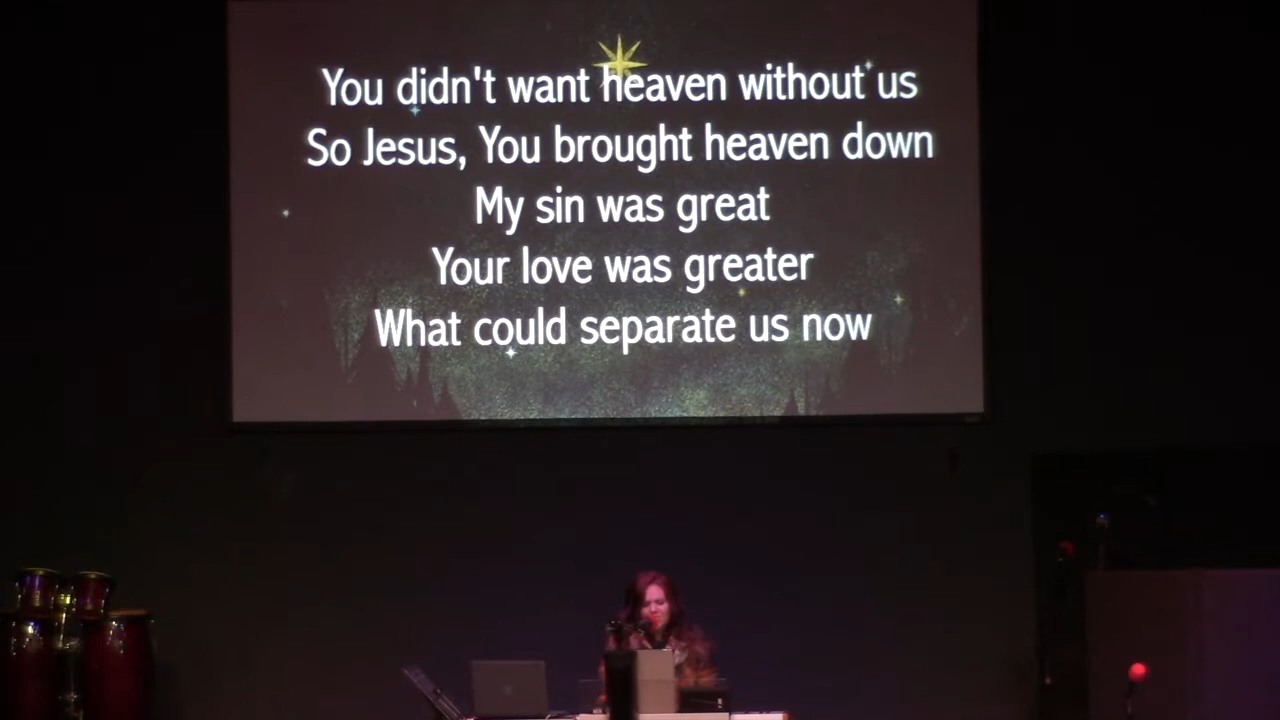 You didn't want heaven without us
So Jesus, You brought heaven down
My sin was great
Your love was greater
What could separate us now